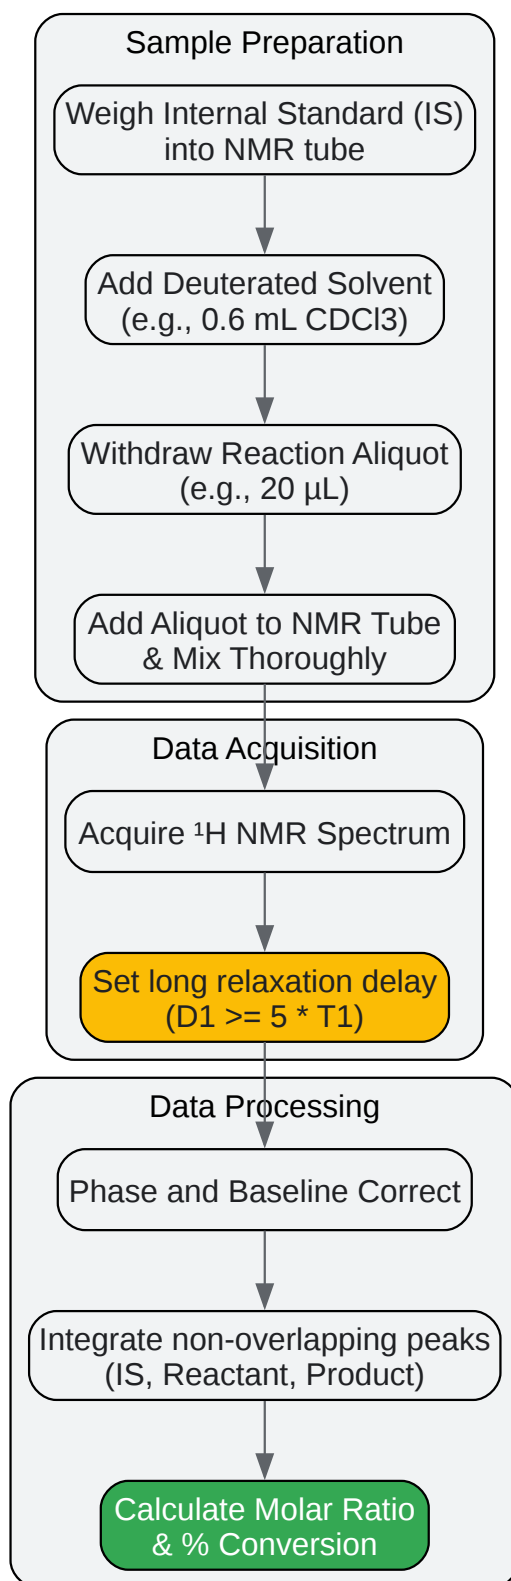 Sample Preparation
Weigh Internal Standard (IS)
into NMR tube
Add Deuterated Solvent
(e.g., 0.6 mL CDCl3)
Withdraw Reaction Aliquot
(e.g., 20 µL)
Add Aliquot to NMR Tube
& Mix Thoroughly
Data Acquisition
Acquire ¹H NMR Spectrum
Set long relaxation delay
(D1 >= 5 * T1)
Data Processing
Phase and Baseline Correct
Integrate non-overlapping peaks
(IS, Reactant, Product)
Calculate Molar Ratio
& % Conversion